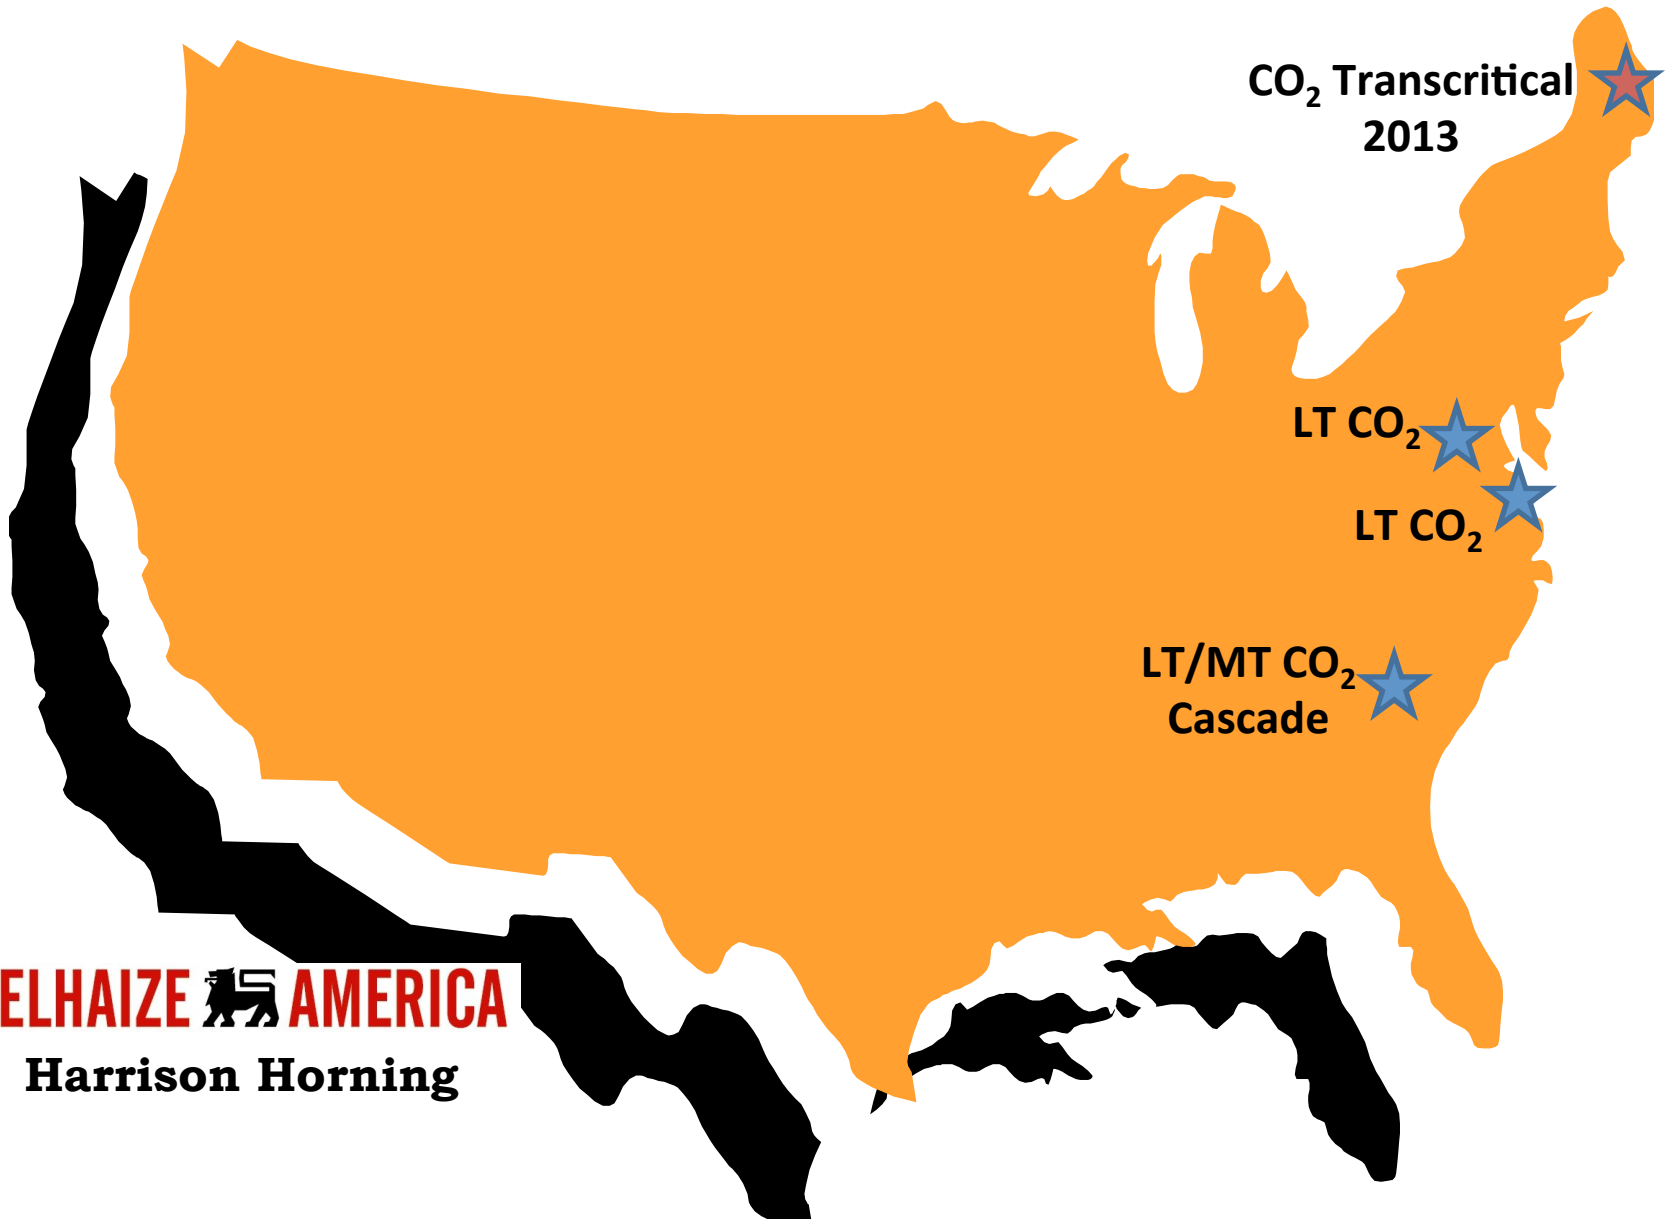 CO₂ Transcritical
2013
LT CO₂
LT CO₂
LT/MT CO₂
Cascade
ELHAIZE AMERICA
Harrison Horning